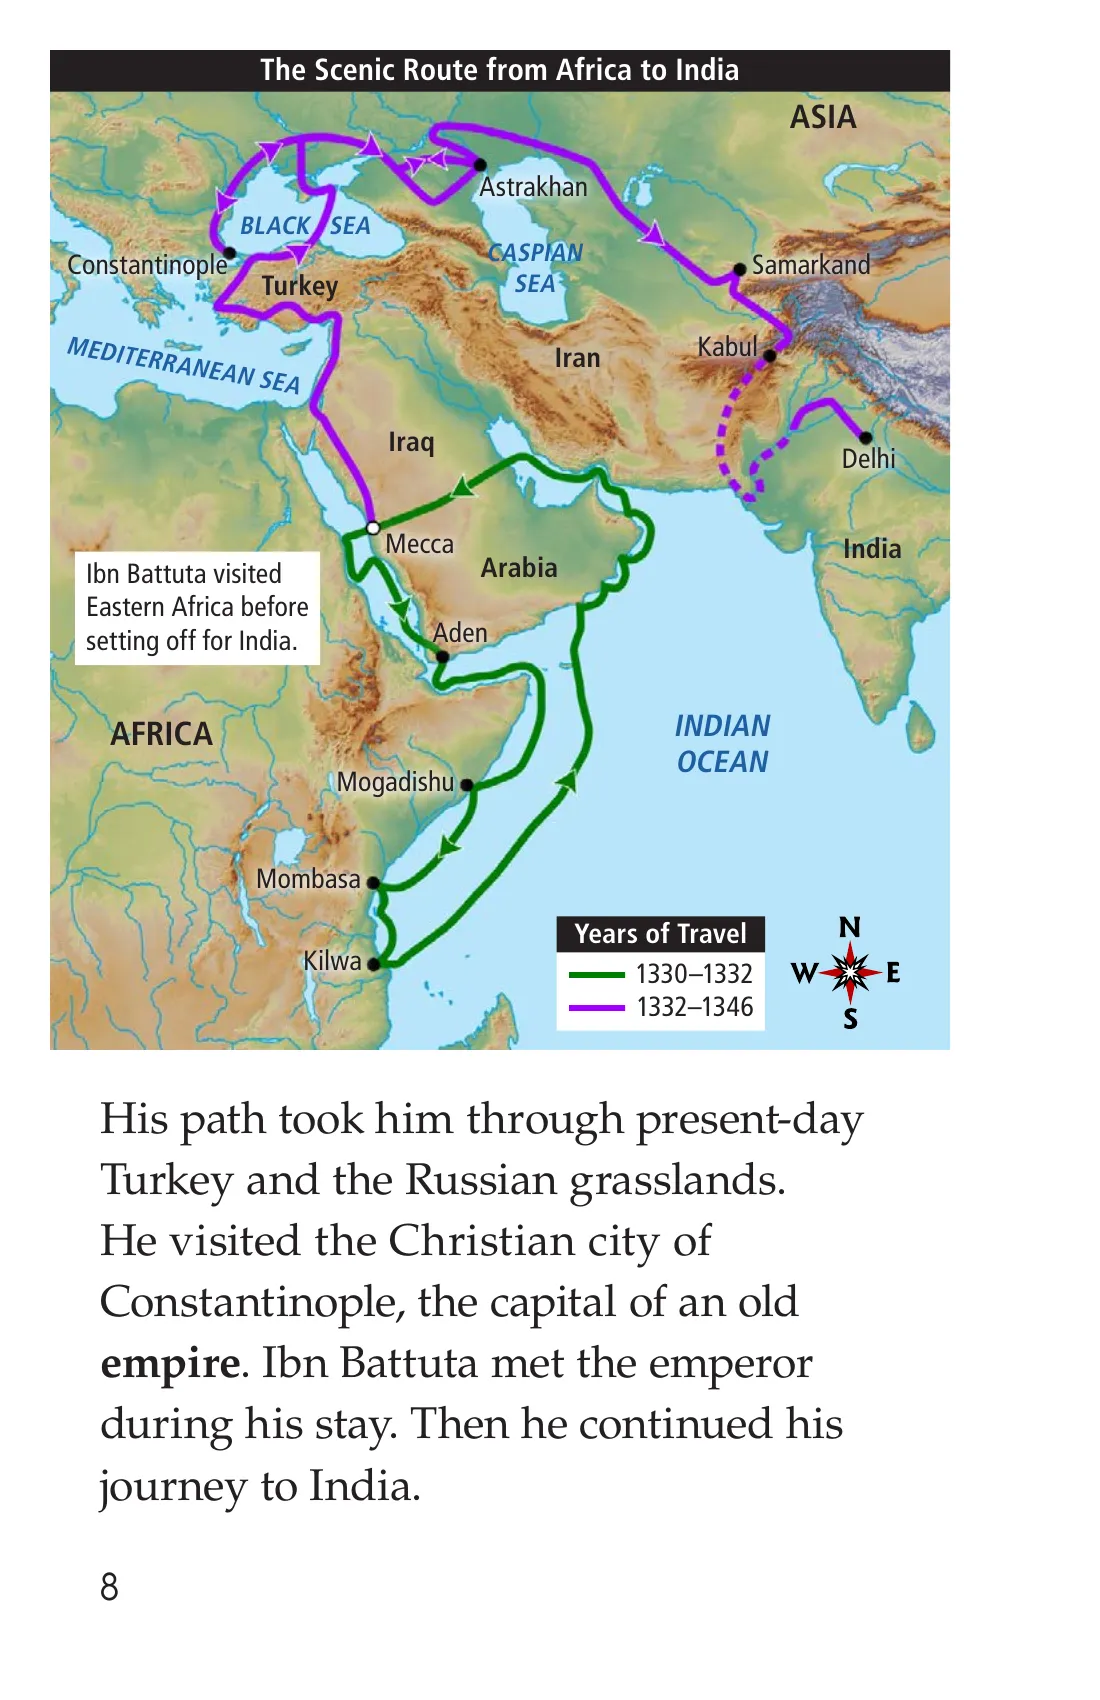 The Scenic Route from Africa to India
ASIA
Astrakhan
BLACK SEA
CASPIAN
SEA
Constantinople
Samarkand
Turkey
MEDITERRANEAN SEA
Iran
Kabul
Iraq
Delhi
Mecca
India
Arabia
Ibn Battuta visited
Eastern Africa before
setting off for India.
Aden
AFRICA
INDIAN
OCEAN
Mogadishu
Mombasa
Kilwa
Years of Travel
1330–1332
1332–1346
N
W E
S
His path took him through present-day
Turkey and the Russian grasslands.
He visited the Christian city of
Constantinople, the capital of an old
empire. Ibn Battuta met the emperor
during his stay. Then he continued his
journey to India.
8